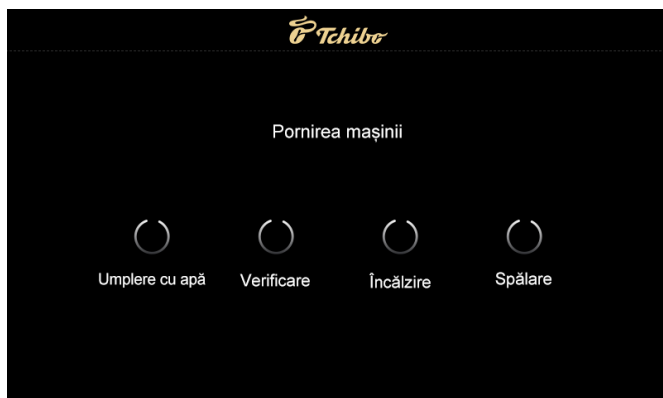 Tchibo
Pornirea mașinii
Umplere cu apă
Verificare
Încălzire
Spălare